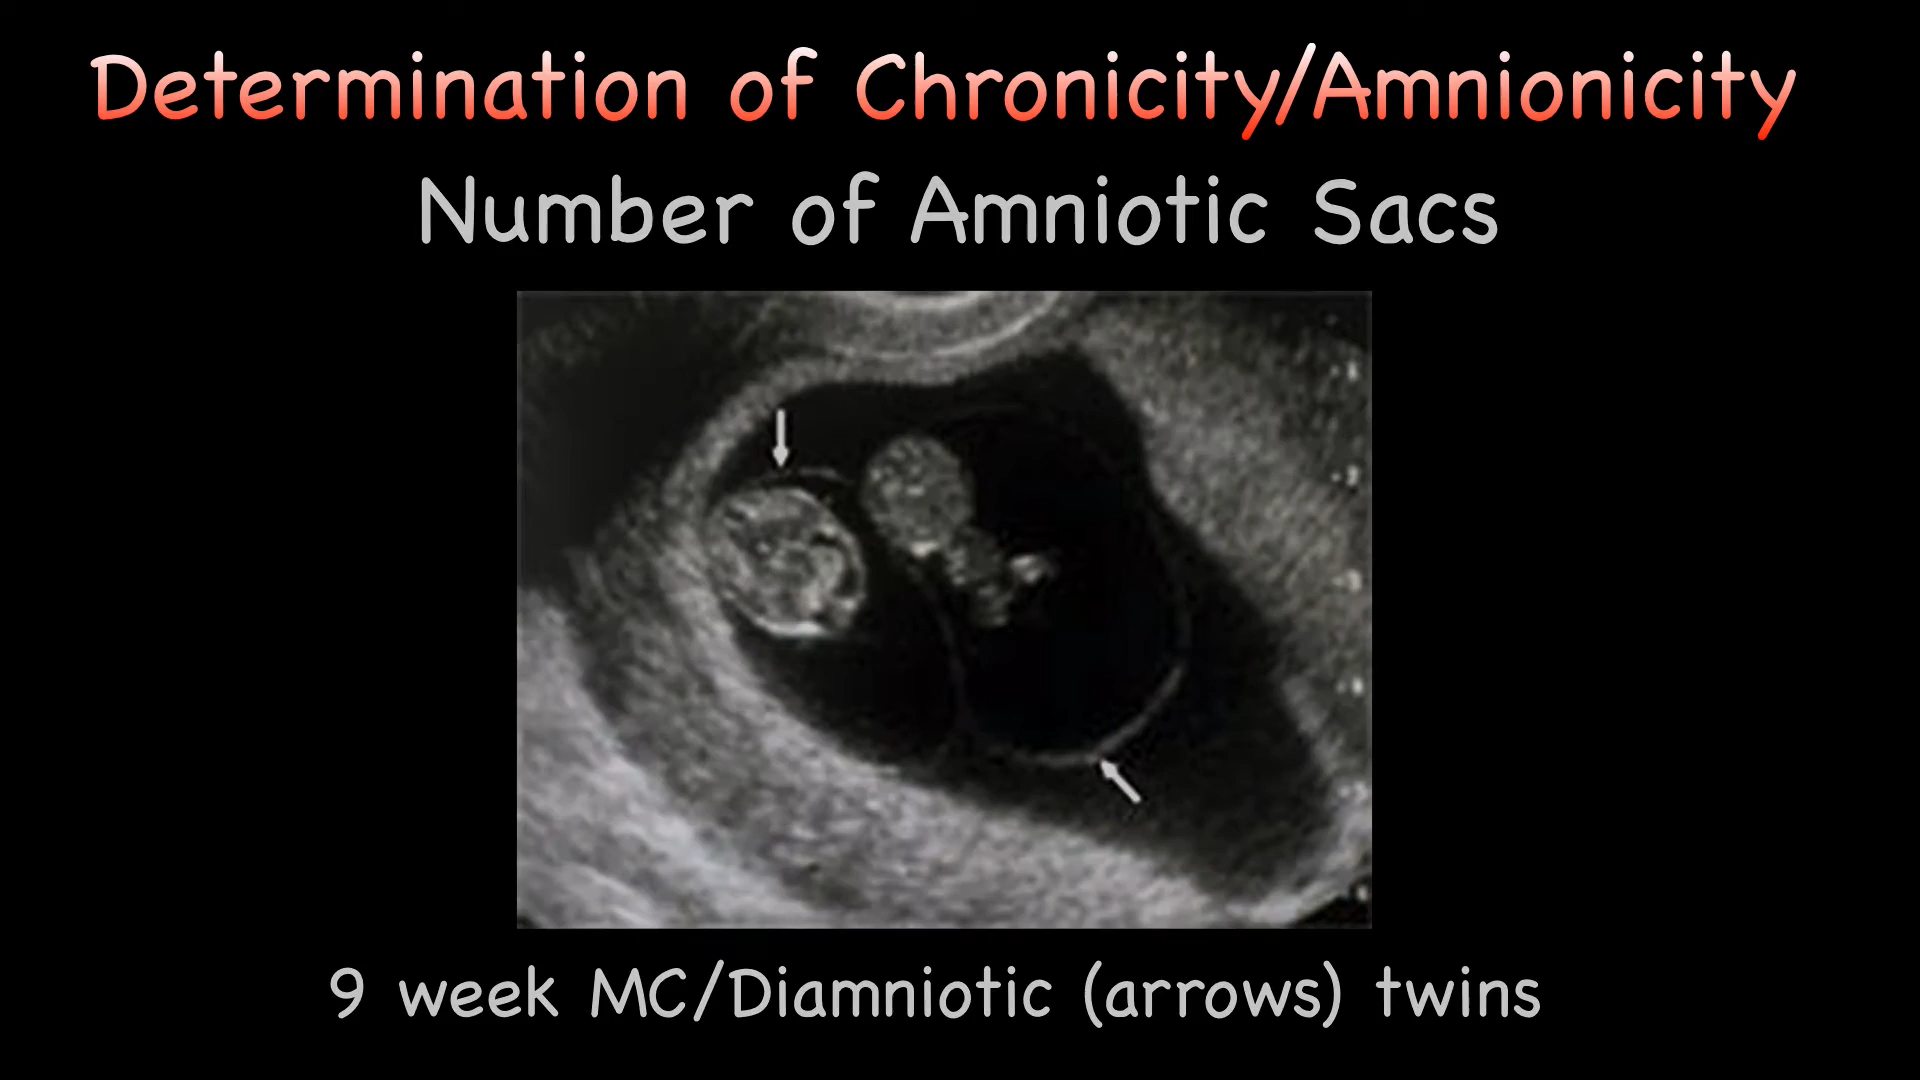 Determination of Chronicity/Amnionicity
Number of Amniotic Sacs
9 week MC/Diamniotic (arrows) twins